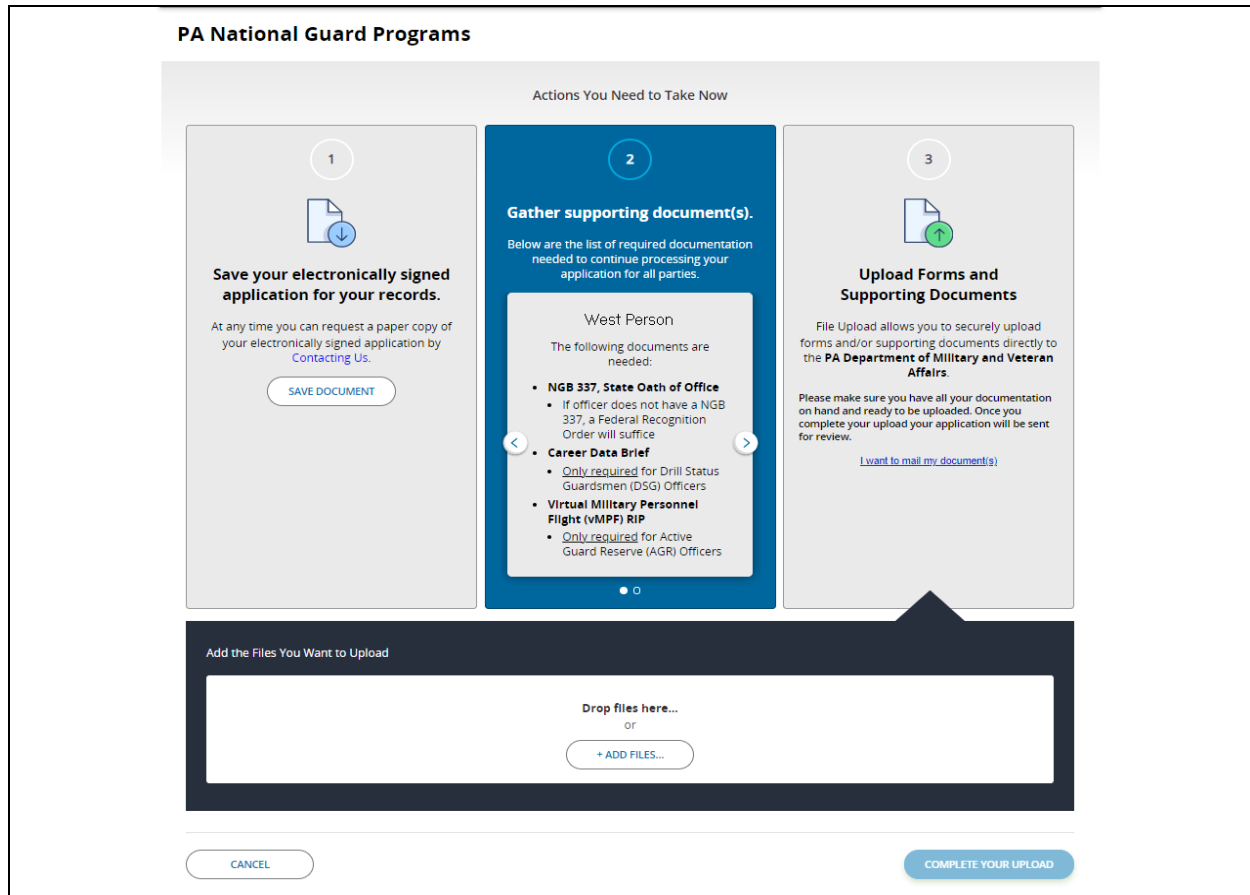 PA National Guard Programs
Actions You Need to Take Now
1
Save your electronically signed
application for your records.
At any time you can request a paper copy of
your electronically signed application by
Contacting Us.
SAVE DOCUMENT
2
Gather supporting document(s).
Below are the list of required documentation
needed to continue processing your
application for all parties.
West Person
The following documents are
needed:
• NGB 337, State Oath of Office
• If officer does not have a NGB
337, a Federal Recognition
Order will suffice
• Career Data Brief
• Only required for Drill Status
Guardsmen (DSG) Officers
• Virtual Military Personnel
Flight (vMPF) RIP
• Only required for Active
Guard Reserve (AGR) Officers
3
Upload Forms and
Supporting Documents
File Upload allows you to securely upload
forms and/or supporting documents directly to
the PA Department of Military and Veteran
Affairs.
Please make sure you have all your documentation
on hand and ready to be uploaded. Once you
complete your upload your application will be sent
for review.
I want to mail my document(s)
Add the Files You Want to Upload
Drop files here...
or
+ ADD FILES...
CANCEL
COMPLETE YOUR UPLOAD